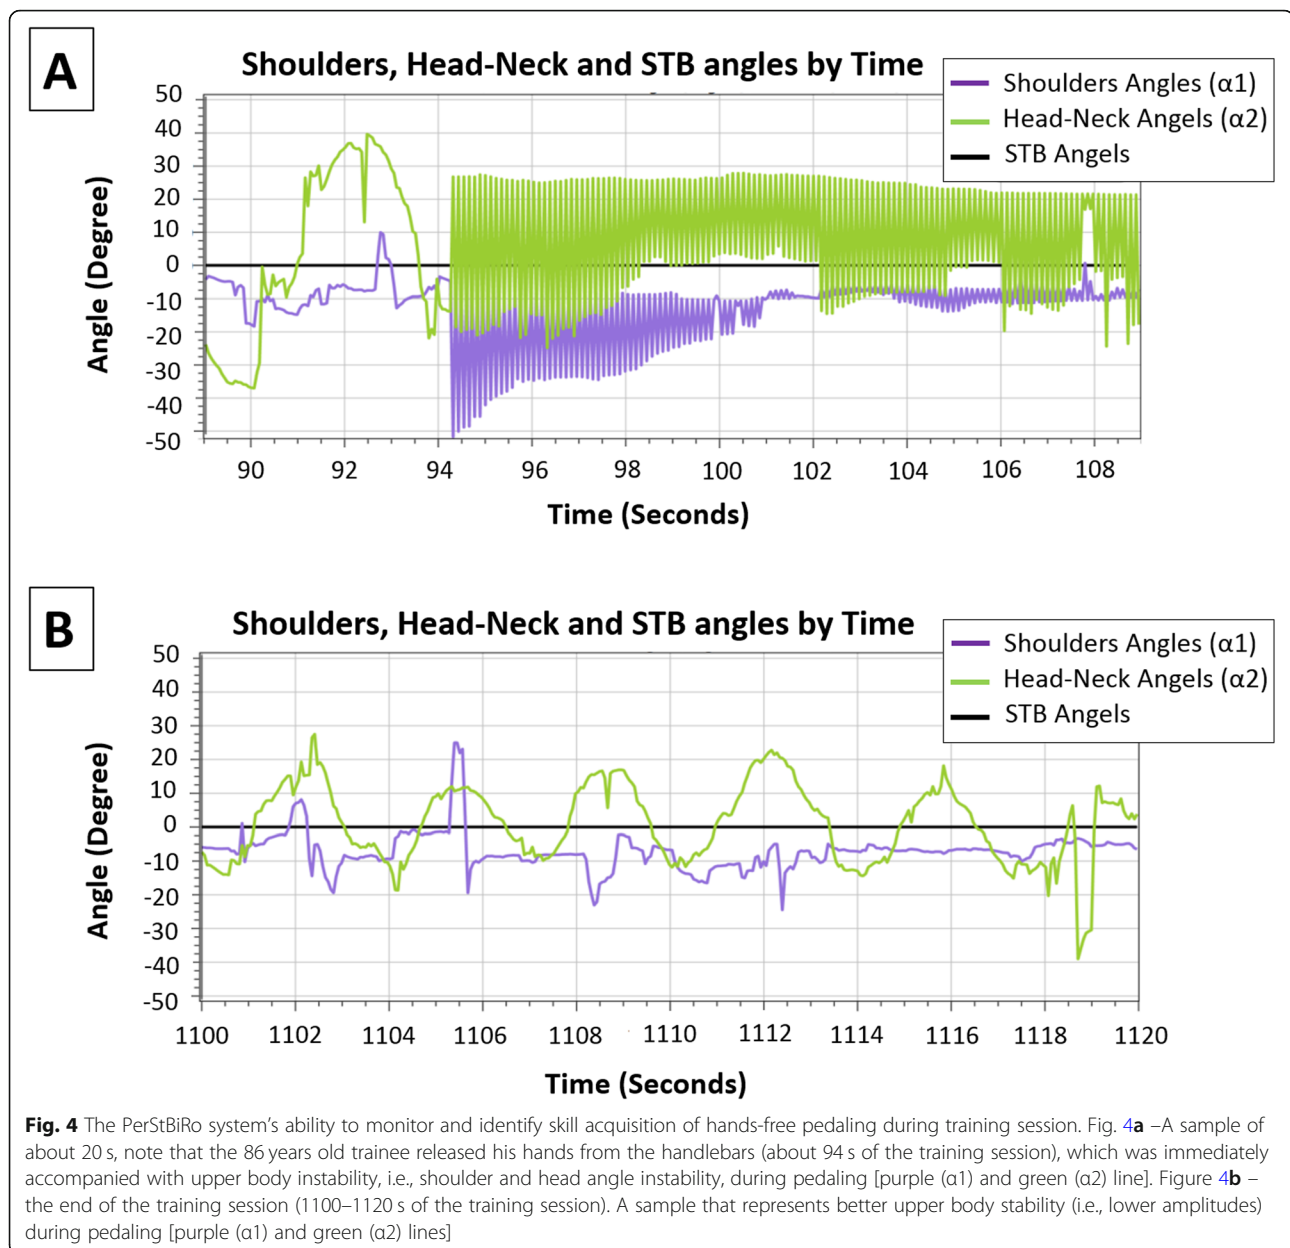 A
Shoulders, Head-Neck and STB angles by Time
Shoulders Angles (α1)
Head-Neck Angels (α2)
STB Angels
Angle (Degree)
50
40
30
20
10
0
-10
-20
-30
-40
-50
90 92 94 96 98 100 102 104 106 108
Time (Seconds)
B
Shoulders, Head-Neck and STB angles by Time
Shoulders Angles (α1)
Head-Neck Angels (α2)
STB Angels
Angle (Degree)
50
40
30
20
10
0
-10
-20
-30
-40
-50
1100 1102 1104 1106 1108 1110 1112 1114 1116 1118 1120
Time (Seconds)
Fig. 4 The PerStBiRo system's ability to monitor and identify skill acquisition of hands-free pedaling during training session. Fig. 4a –A sample of
about 20 s, note that the 86 years old trainee released his hands from the handlebars (about 94 s of the training session), which was immediately
accompanied with upper body instability, i.e., shoulder and head angle instability, during pedaling [purple (α1) and green (α2) line]. Figure 4b –
the end of the training session (1100–1120 s of the training session). A sample that represents better upper body stability (i.e., lower amplitudes)
during pedaling [purple (α1) and green (α2) lines]